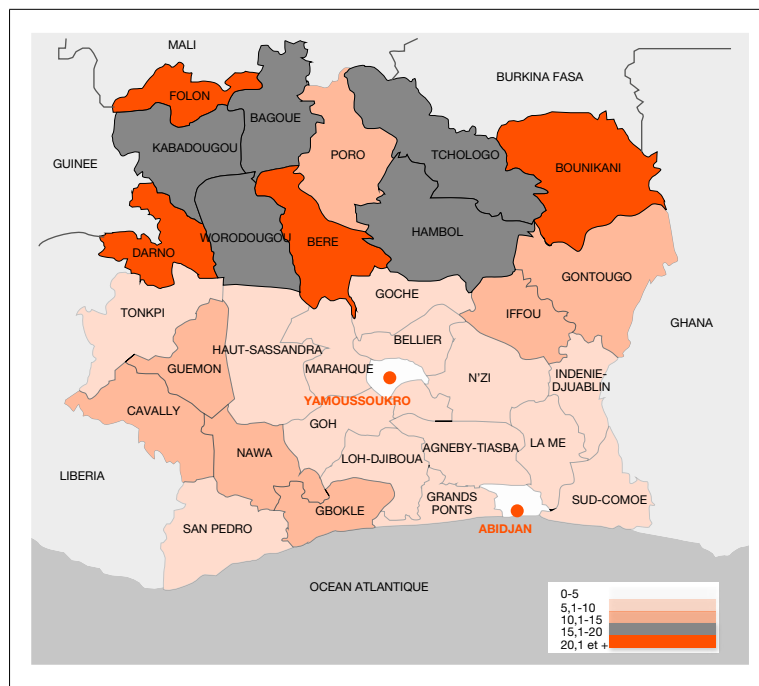 MALI
BURKINA FASA
FOLON
BAGOUE
KABADOUGOU
PORO
TCHOLOGO
BOUNIKANI
GUINEE
WORODOUGOU
BERE
HAMBOL
DARNO
GONTOUGO
GOCHE
TONKPI
IFFOU
GHANA
BELLIER
HAUT-SASSANDRA
GUEMON
MARAHQUE
N'ZI
INDENIE-
DJUABLIN
YAMOUSSOUKRO
CAVALLY
GOH
LA ME
NAWA
LOH-DJIBOUA
AGNEBY-TIASBA
LIBERIA
GRANDS
PONTS
SUD-COMOE
GBOKLE
SAN PEDRO
ABIDJAN
OCEAN ATLANTIQUE
0-5
5,1-10
10,1-15
15,1-20
20,1 et +